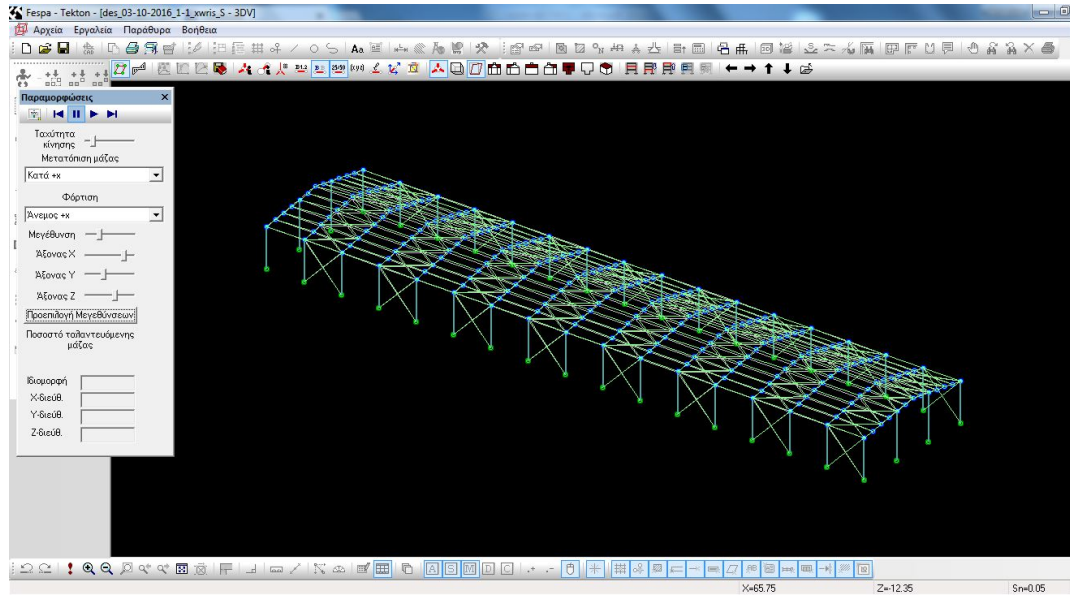 Fespa - Tekton - [des_03-10-2016_1-1_xwris_S - 3DV]
Αρχεία Εργαλεία Παράθυρα Βοήθεια
Παραμορφώσεις
Ταχύτητα
κίνησης
Μετατόπιση μάζας
Κατά +x
Φόρτιση
Άνεμος +x
Μεγέθυνση
Άξονας X
Άξονας Y
Άξονας Z
Προεπιλογή Μεγεθύνσεων
Ποσοστό ταλαντευόμενης
μάζας
Ιδιομορφή
X-διεύθ.
Y-διεύθ.
Z-διεύθ.
A S M D C
X=65.75 Z=-12.35 Sn=0.05